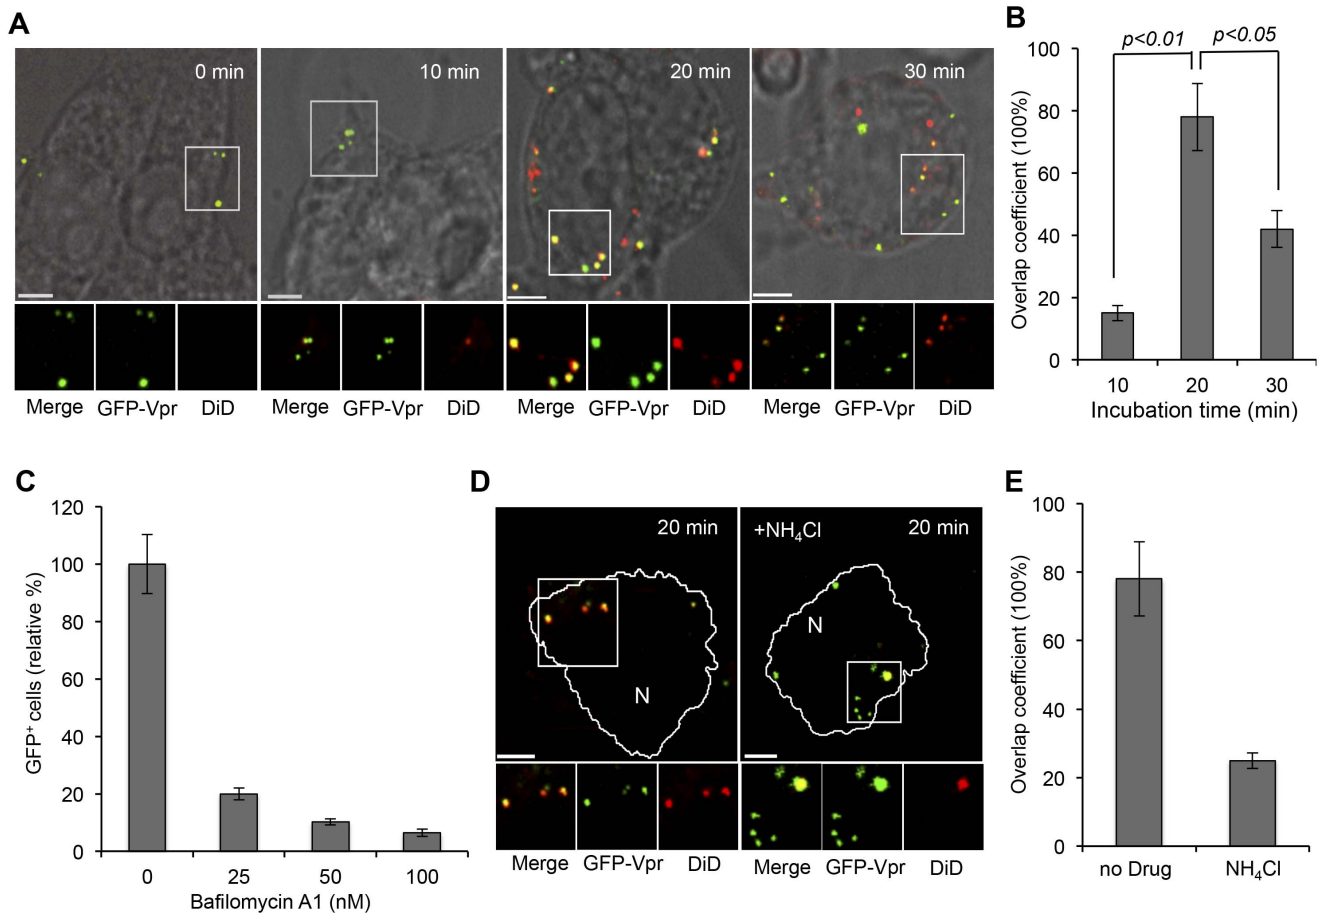 A
0 min
10 min
20 min
30 min
Merge GFP-Vpr DiD
Merge GFP-Vpr DiD
Merge GFP-Vpr DiD
Merge GFP-Vpr DiD
B
p<0.01
p<0.05
Overlap coefficient (100%)
100
80
60
40
20
0
10 20 30
Incubation time (min)
C
GFP+ cells (relative %)
120
100
80
60
40
20
0
0 25 50 100
Bafilomycin A1 (nM)
D
20 min
+NH4Cl 20 min
N
N
Merge GFP-Vpr DiD
Merge GFP-Vpr DiD
E
Overlap coefficient (100%)
100
80
60
40
20
0
no Drug NH4Cl